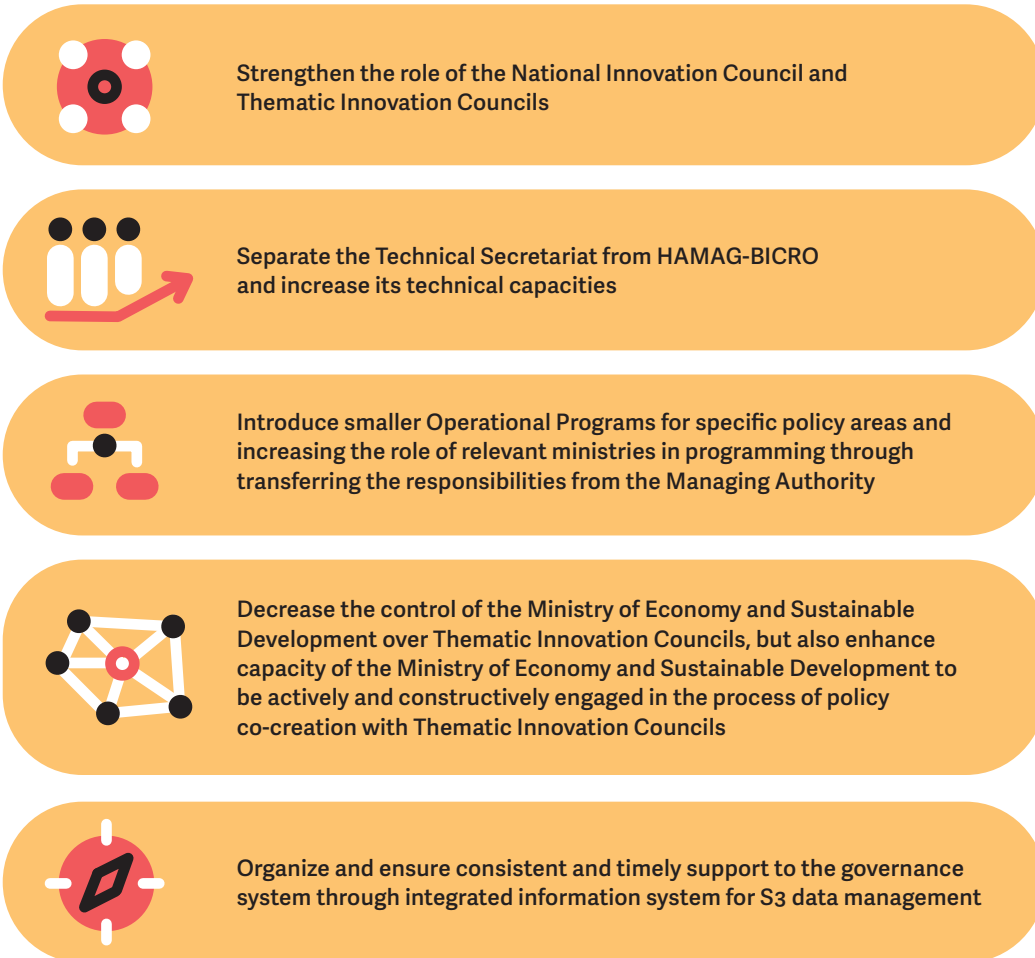 Strengthen the role of the National Innovation Council and
Thematic Innovation Councils
Separate the Technical Secretariat from HAMAG-BICRO
and increase its technical capacities
Introduce smaller Operational Programs for specific policy areas and
increasing the role of relevant ministries in programming through
transferring the responsibilities from the Managing Authority
Decrease the control of the Ministry of Economy and Sustainable
Development over Thematic Innovation Councils, but also enhance
capacity of the Ministry of Economy and Sustainable Development to
be actively and constructively engaged in the process of policy
co-creation with Thematic Innovation Councils
Organize and ensure consistent and timely support to the governance
system through integrated information system for S3 data management